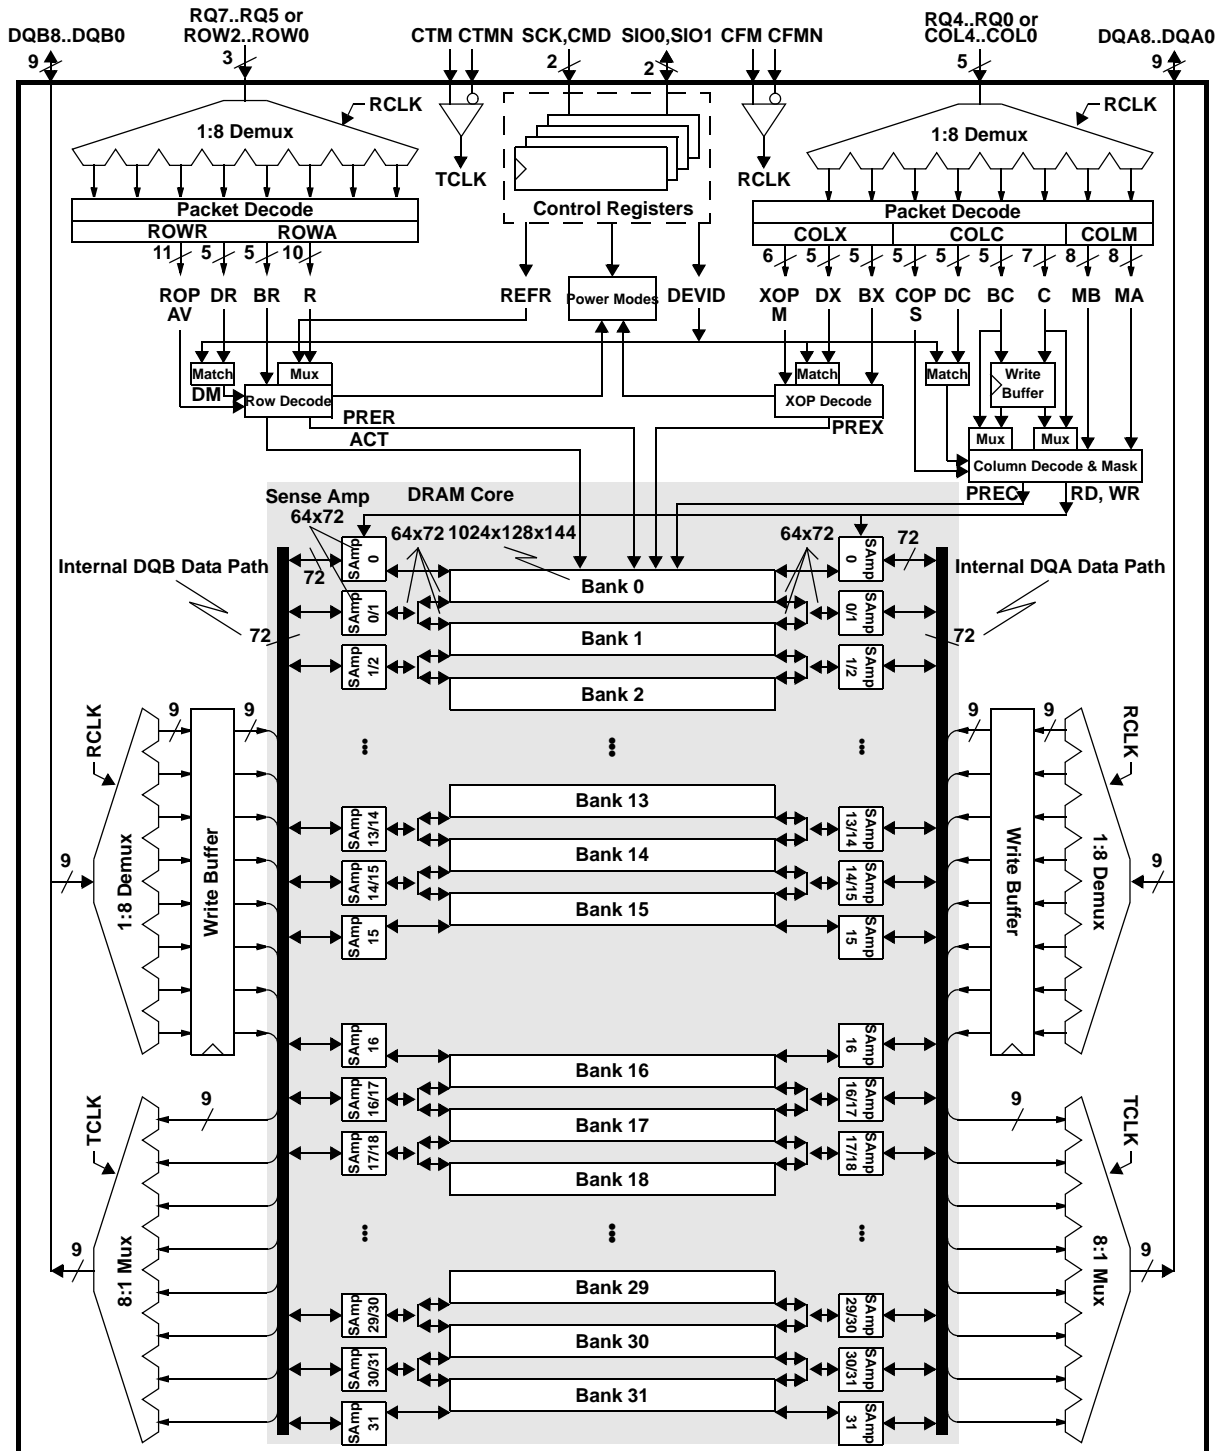 RQ7..RQ5 or
RQ4..RQ0 or
DQB8..DQB0
ROW2..ROW0
CTM CTMN
SCK,CMD
SIO0,SIO1
CFM CFMN
COL4..COL0
DQA8..DQA0
9
3
2
2
5
9
RCLK
1:8 Demux
TCLK
RCLK
RCLK
1:8 Demux
Control Registers
Packet Decode
ROWR
ROWA
Packet Decode
COLX
COLC
COLM
11
5
5
10
6
5
5
5
5
5
7
8
8
ROP
AV
DR
BR
R
REFR
Power Modes
DEVID
XOP
M
DX
BX
COP
S
DC
BC
C
MB
MA
Match
Mux
DM
Row Decode
Match
XOP Decode
Match
Write
Buffer
Mux
Mux
Column Decode & Mask
PRER
ACT
PREX
PREC
RD, WR
Sense Amp
DRAM Core
64x72
64x72
1024x128x144
64x72
72
72
Internal DQB Data Path
Internal DQA Data Path
72
72
SAmp
0
Bank 0
SAmp
0
SAmp
0/1
Bank 1
SAmp
0/1
SAmp
1/2
Bank 2
SAmp
1/2
9
9
RCLK
1:8 Demux
Write Buffer
9
9
9
RCLK
1:8 Demux
Write Buffer
9
Bank 13
SAmp
13/14
Bank 14
SAmp
13/14
SAmp
14/15
Bank 15
SAmp
14/15
SAmp
15
SAmp
15
SAmp
16
Bank 16
SAmp
16
SAmp
16/17
Bank 17
SAmp
16/17
SAmp
17/18
Bank 18
SAmp
17/18
TCLK
9
8:1 Mux
9
TCLK
9
8:1 Mux
9
Bank 29
SAmp
29/30
Bank 30
SAmp
29/30
SAmp
30/31
Bank 31
SAmp
30/31
SAmp
31
SAmp
31